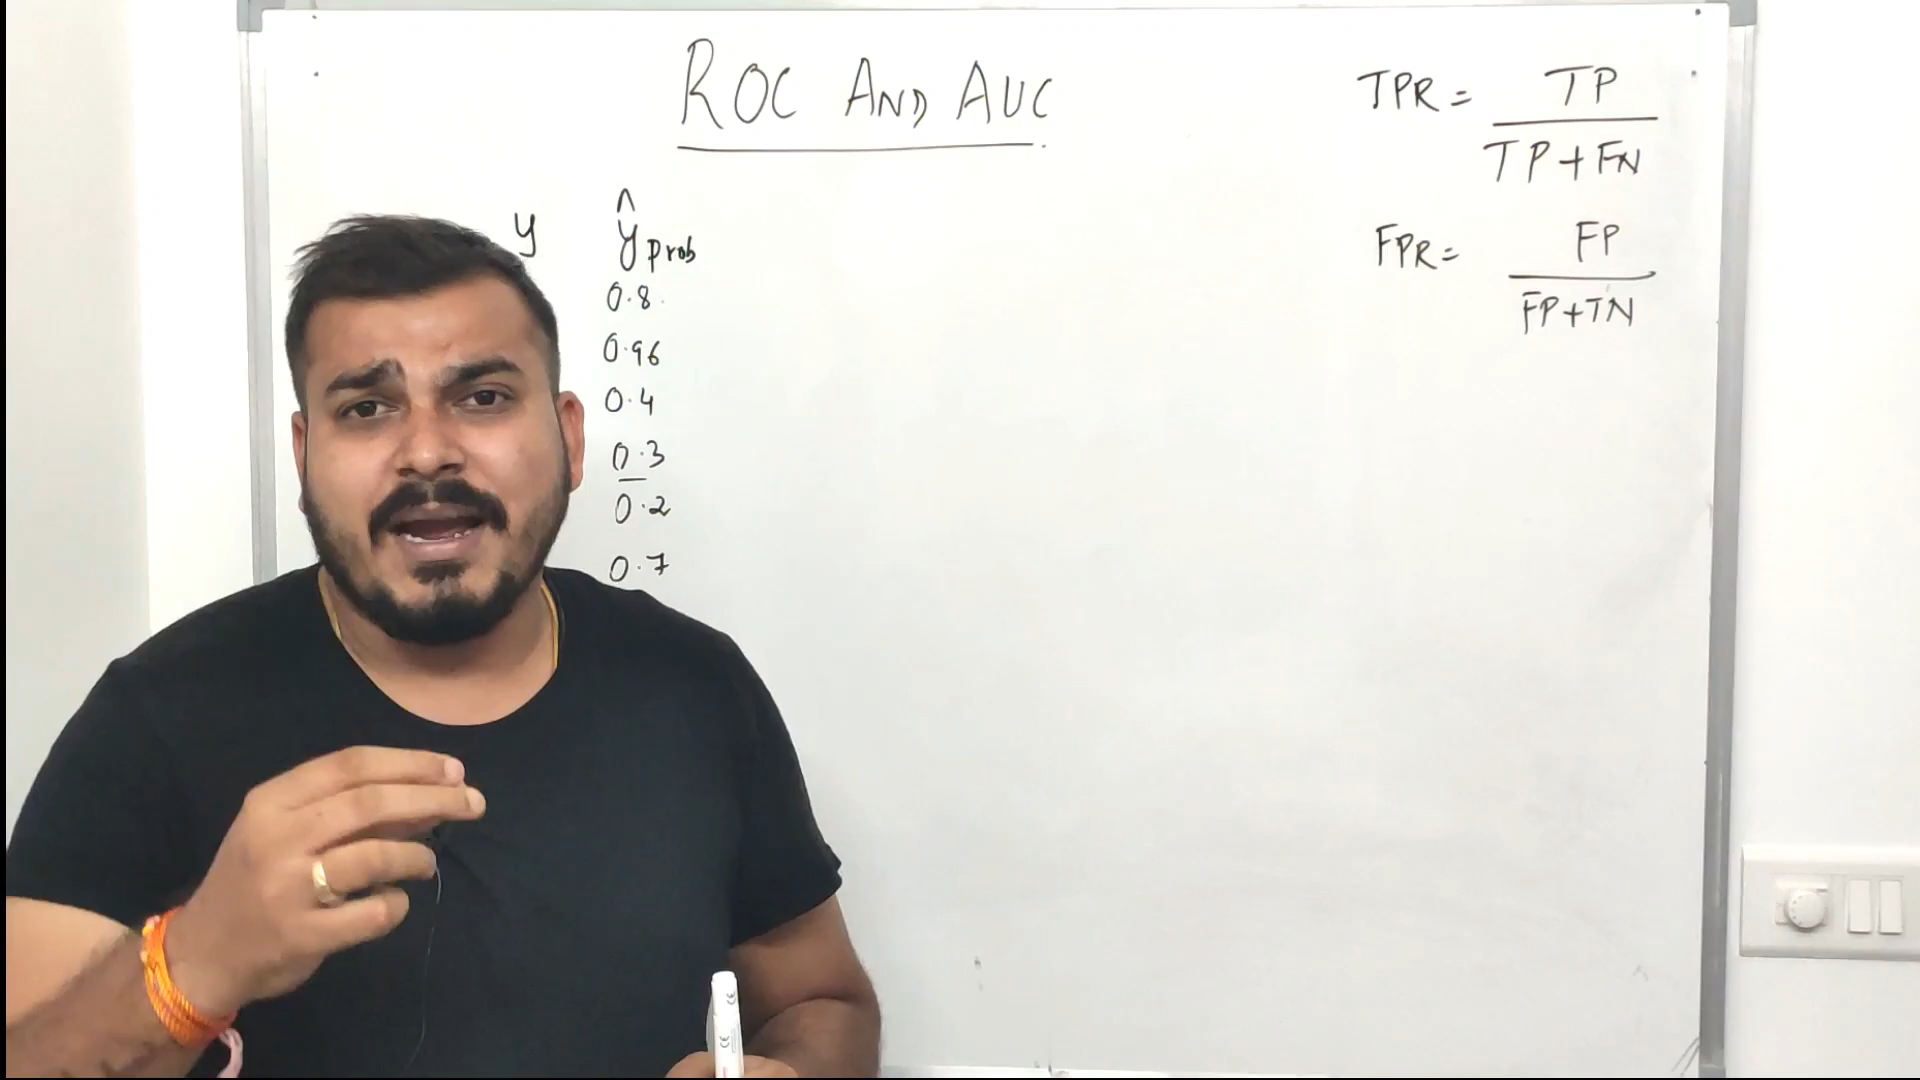 ROC AND AUC
TPR = TP
TP+FN
FPR = FP
FP+TN
y ŷ prob
0.8
0.96
0.4
0.3
0.2
0.7